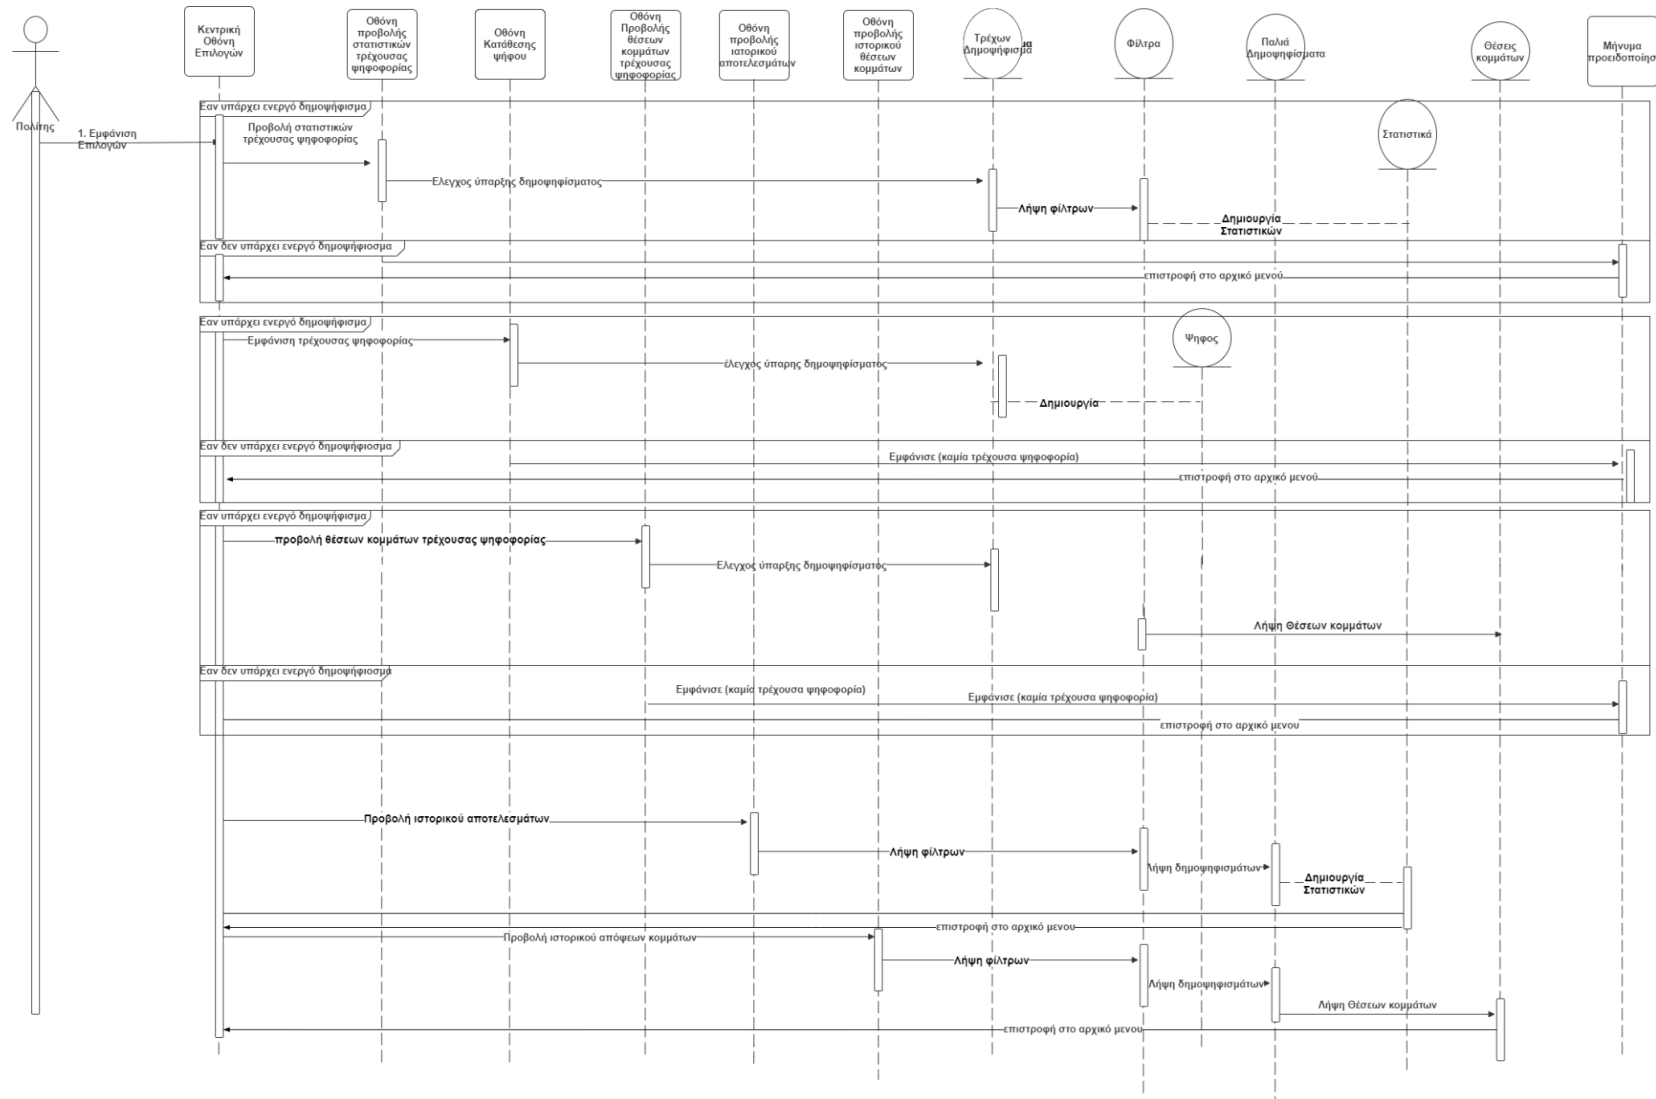 Κεντρική
Οθόνη
Επιλογών
Οθόνη
προβολής
στατιστικών
τρέχουσας
ψηφοφορίας
Οθόνη
Κατάθεσης
ψήφου
Οθόνη
Προβολής
θέσεων
κομμάτων
τρέχουσας
ψηφοφορίας
Οθόνη
προβολής
ιατορικού
αποτελεσμάτων
Οθόνη
προβολής
ιστορικού
θέσεων
κομμάτων
Τρέχων
Δημοψήφισμα
Φίλτρα
Παλιά
Δημοψηφίσματα
Θέσεις
κομμάτων
Μήνυμα
προειδοποίησ
Πολίτης
Εαν υπάρχει ενεργό δημοψήφισμα
1. Εμφάνιση
Επιλογών
Προβολή στατιστικών
τρέχουσας ψηφοφορίας
Στατιστικά
Ελεγχος ύπαρξης δημοψηφίσματος
Λήψη φίλτρων
Δημιουργία
Στατιστικών
Εαν δεν υπάρχει ενεργό δημοψήφιοσμα
επιστροφή στο αρχικό μενού
Εαν υπάρχει ενεργό δημοψήφισμα
Εμφάνιση τρέχουσας ψηφοφορίας
Ψηφος
έλεγχος ύπαρης δημοψηφίσματος
Δημιουργία
Εαν δεν υπάρχει ενεργό δημοψήφιοσμα
Εμφάνισε (καμία τρέχουσα ψηφοφορία)
επιστροφή στο αρχικό μενού
Εαν υπάρχει ενεργό δημοψήφισμα
προβολή θέσεων κομμάτων τρέχουσας ψηφοφορίας
Ελεγχος ύπαρξης δημοψηφίσματος
Λήψη Θέσεων κομμάτων
Εαν δεν υπάρχει ενεργό δημοψήφιοσμα
Εμφάνισε (καμία τρέχουσα ψηφοφορία)
Εμφάνισε (καμία τρέχουσα ψηφοφορία)
επιστροφή στο αρχικό μενου
Προβολή ιστορικού αποτελεσμάτων
Λήψη φίλτρων
Λήψη δημοψηφισμάτων
Δημιουργία
Στατιστικών
επιστροφή στο αρχικό μενου
Προβολή ιστορικού απόψεων κομμάτων
Λήψη φίλτρων
Λήψη δημοψηφισμάτων
Λήψη Θέσεων κομμάτων
επιστροφή στο αρχικό μενου